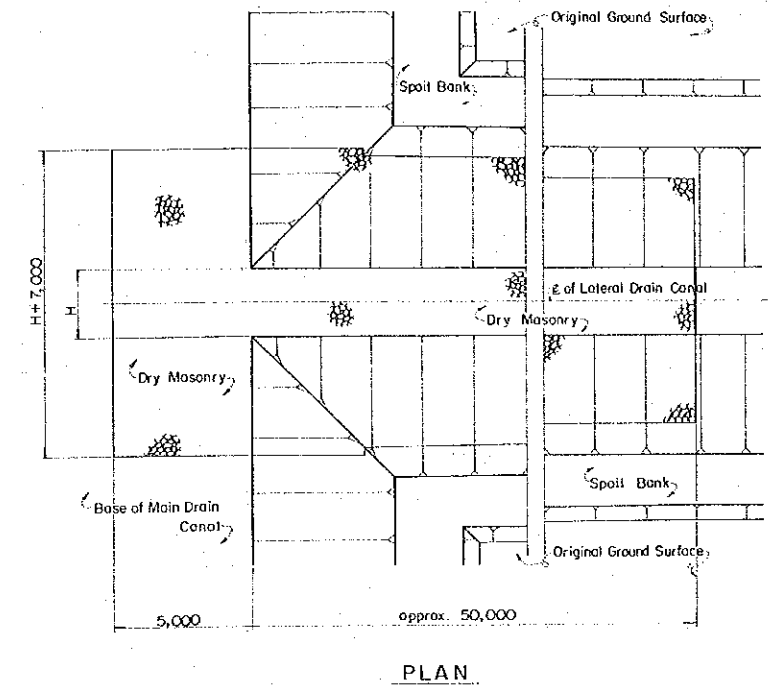 Original Ground Surface
Spoil Bank
H+7,000
H
℄ of Lateral Drain Canal
Dry Masonry
Dry Masonry
Spoil Bank
Base of Main Drain
Canal
Original Ground Surface
5,000
approx. 50,000
PLAN